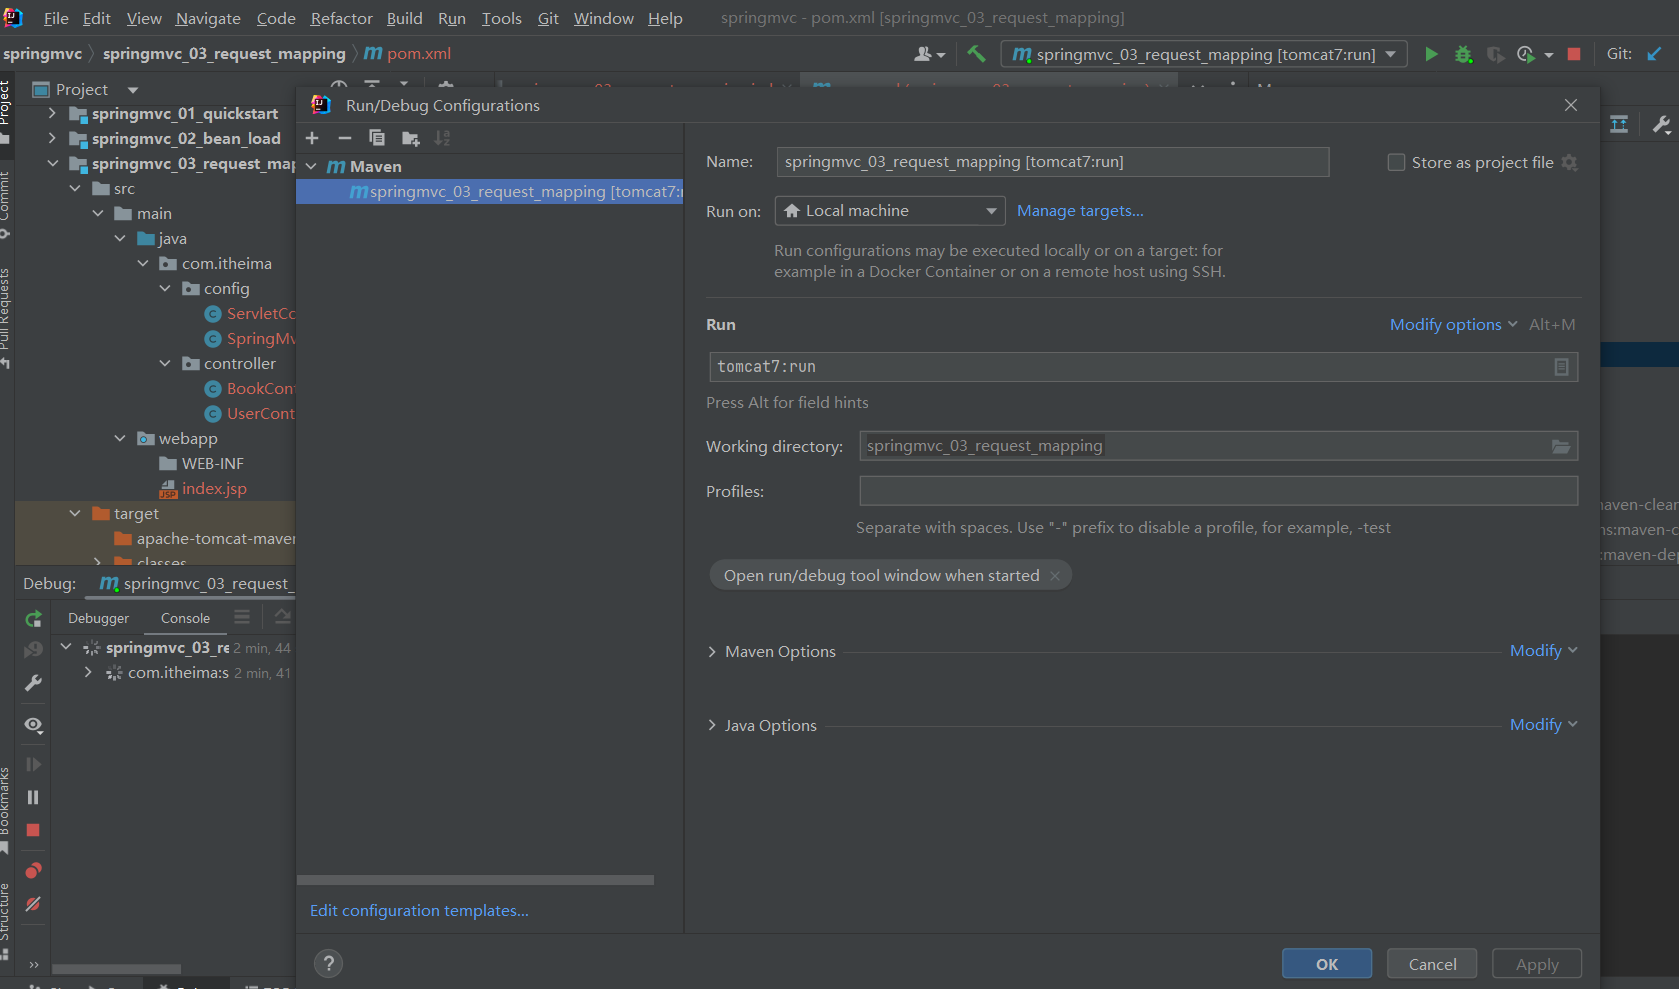 File Edit View Navigate Code Refactor Build Run Tools Git Window Help springmvc - pom.xml [springmvc_03_request_mapping]
springmvc springmvc_03_request_mapping pom.xml springmvc_03_request_mapping [tomcat7:run] Git:
Project
Project
Commit
Pull Requests
Bookmarks
Structure
springmvc_01_quickstart
springmvc_02_bean_load
springmvc_03_request_map
src
main
java
com.itheima
config
ServletCo
SpringMv
controller
BookCont
UserCont
webapp
WEB-INF
index.jsp
target
apache-tomcat-maven
classes
Debug: springmvc_03_request_
Debugger Console
springmvc_03_re 2 min, 44
com.itheima:s 2 min, 41
Run/Debug Configurations
Maven
springmvc_03_request_mapping [tomcat7:r
Edit configuration templates...
Name: springmvc_03_request_mapping [tomcat7:run] Store as project file
Run on: Local machine Manage targets...
Run configurations may be executed locally or on a target: for
example in a Docker Container or on a remote host using SSH.
Run Modify options Alt+M
tomcat7:run
Press Alt for field hints
Working directory: springmvc_03_request_mapping
Profiles:
Separate with spaces. Use "-" prefix to disable a profile, for example, -test
Open run/debug tool window when started
Maven Options Modify
Java Options Modify
? OK Cancel Apply
maven-clear
ns:maven-c
:maven-dep